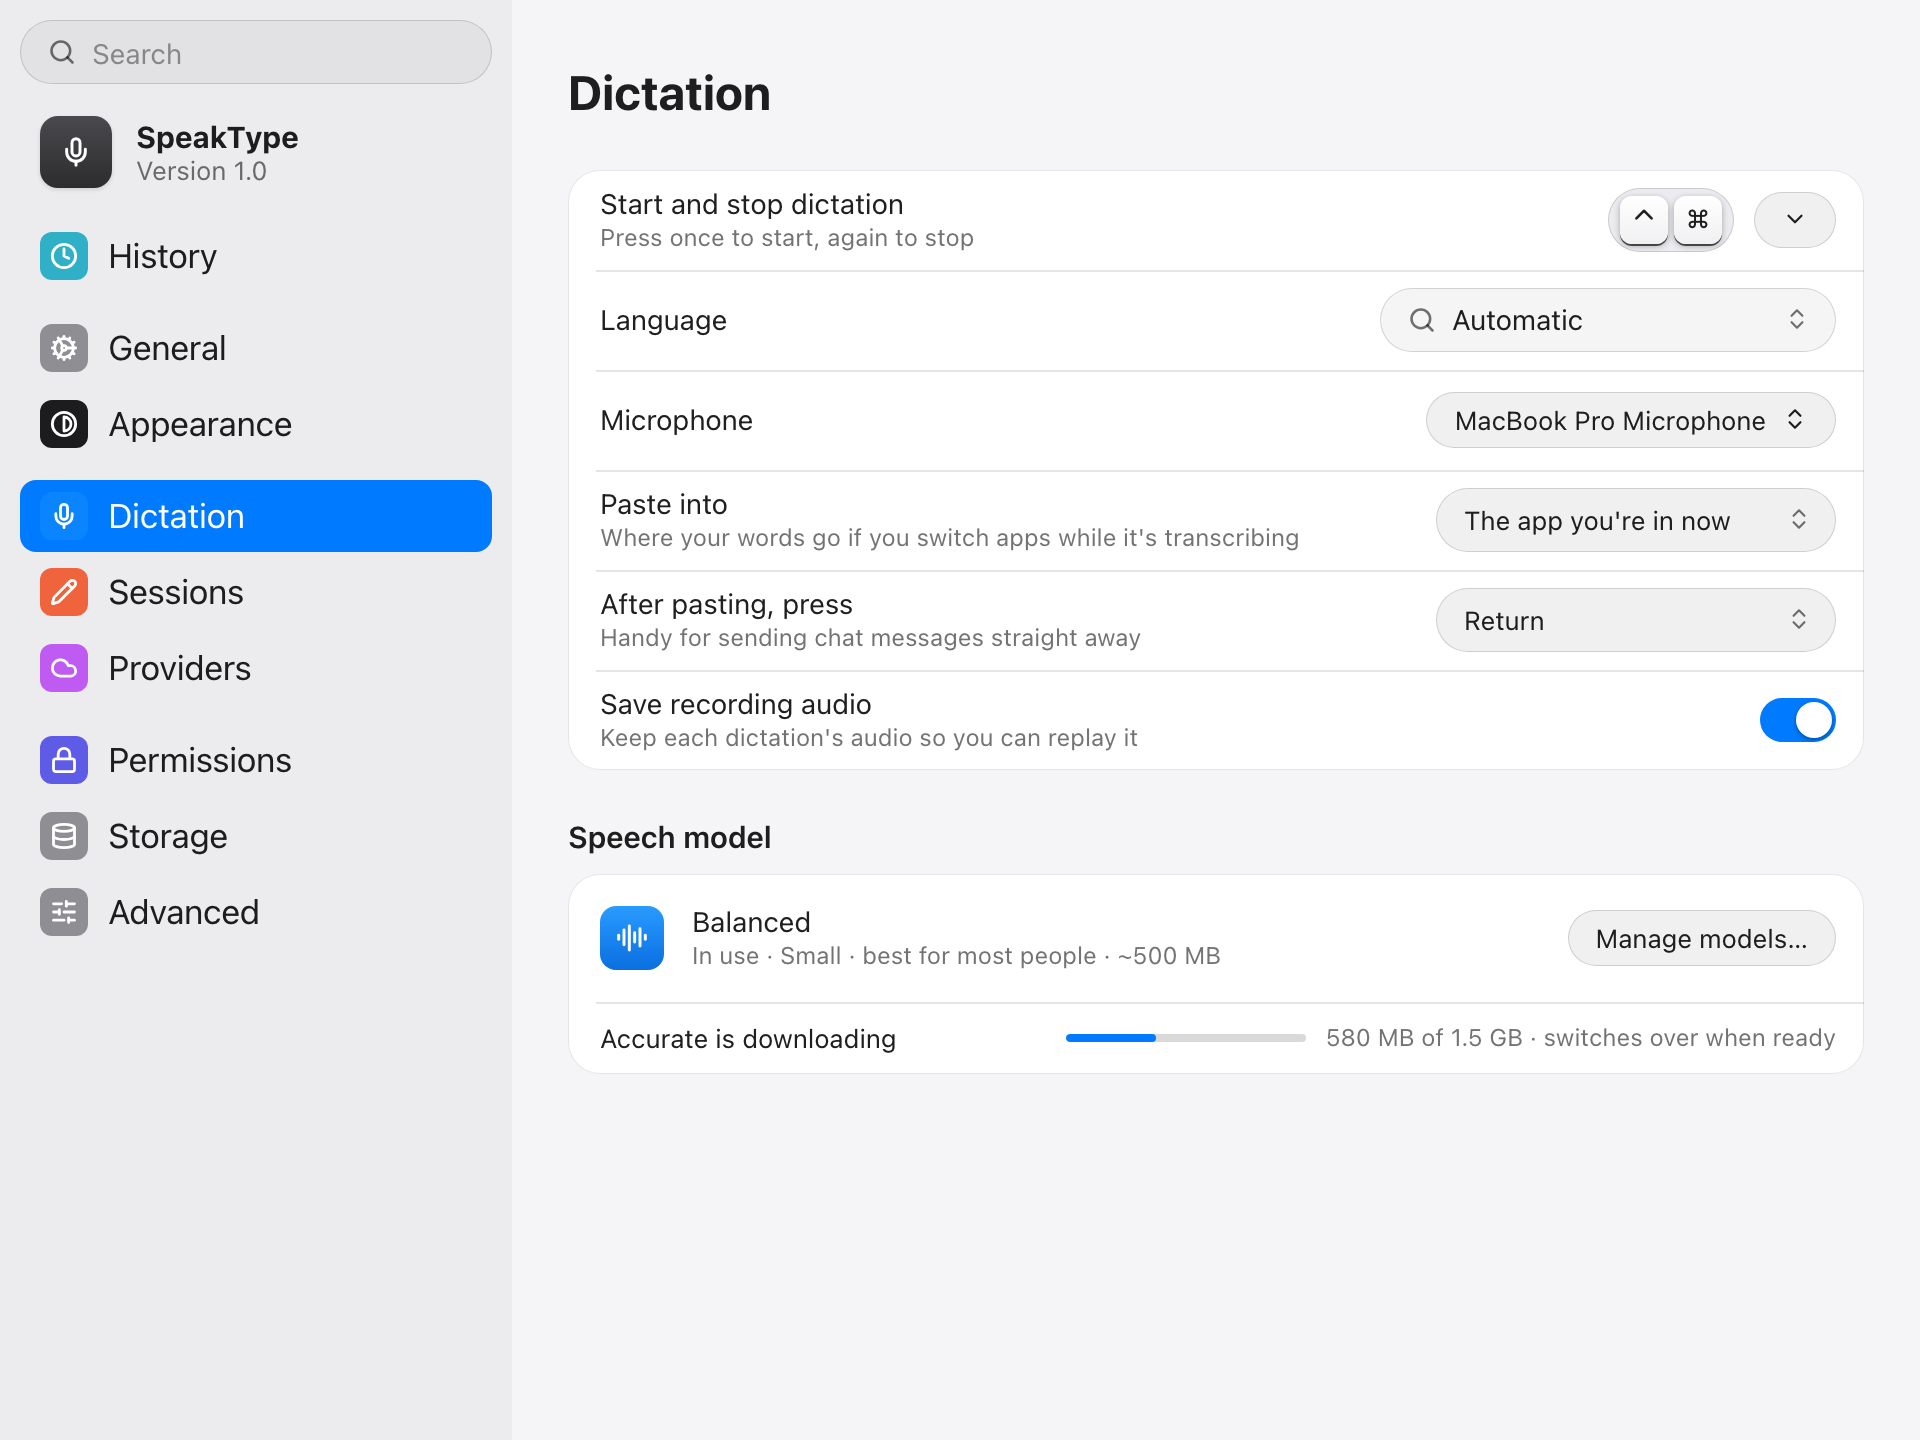 Search
SpeakType
Version 1.0
History
General
Appearance
Dictation
Sessions
Providers
Permissions
Storage
Advanced
Dictation
Start and stop dictation
Press once to start, again to stop
⌃ ⌘
Language
Automatic
Microphone
MacBook Pro Microphone
Paste into
Where your words go if you switch apps while it's transcribing
The app you're in now
After pasting, press
Handy for sending chat messages straight away
Return
Save recording audio
Keep each dictation's audio so you can replay it
Speech model
Balanced
In use · Small · best for most people · ~500 MB
Manage models...
Accurate is downloading
580 MB of 1.5 GB · switches over when ready